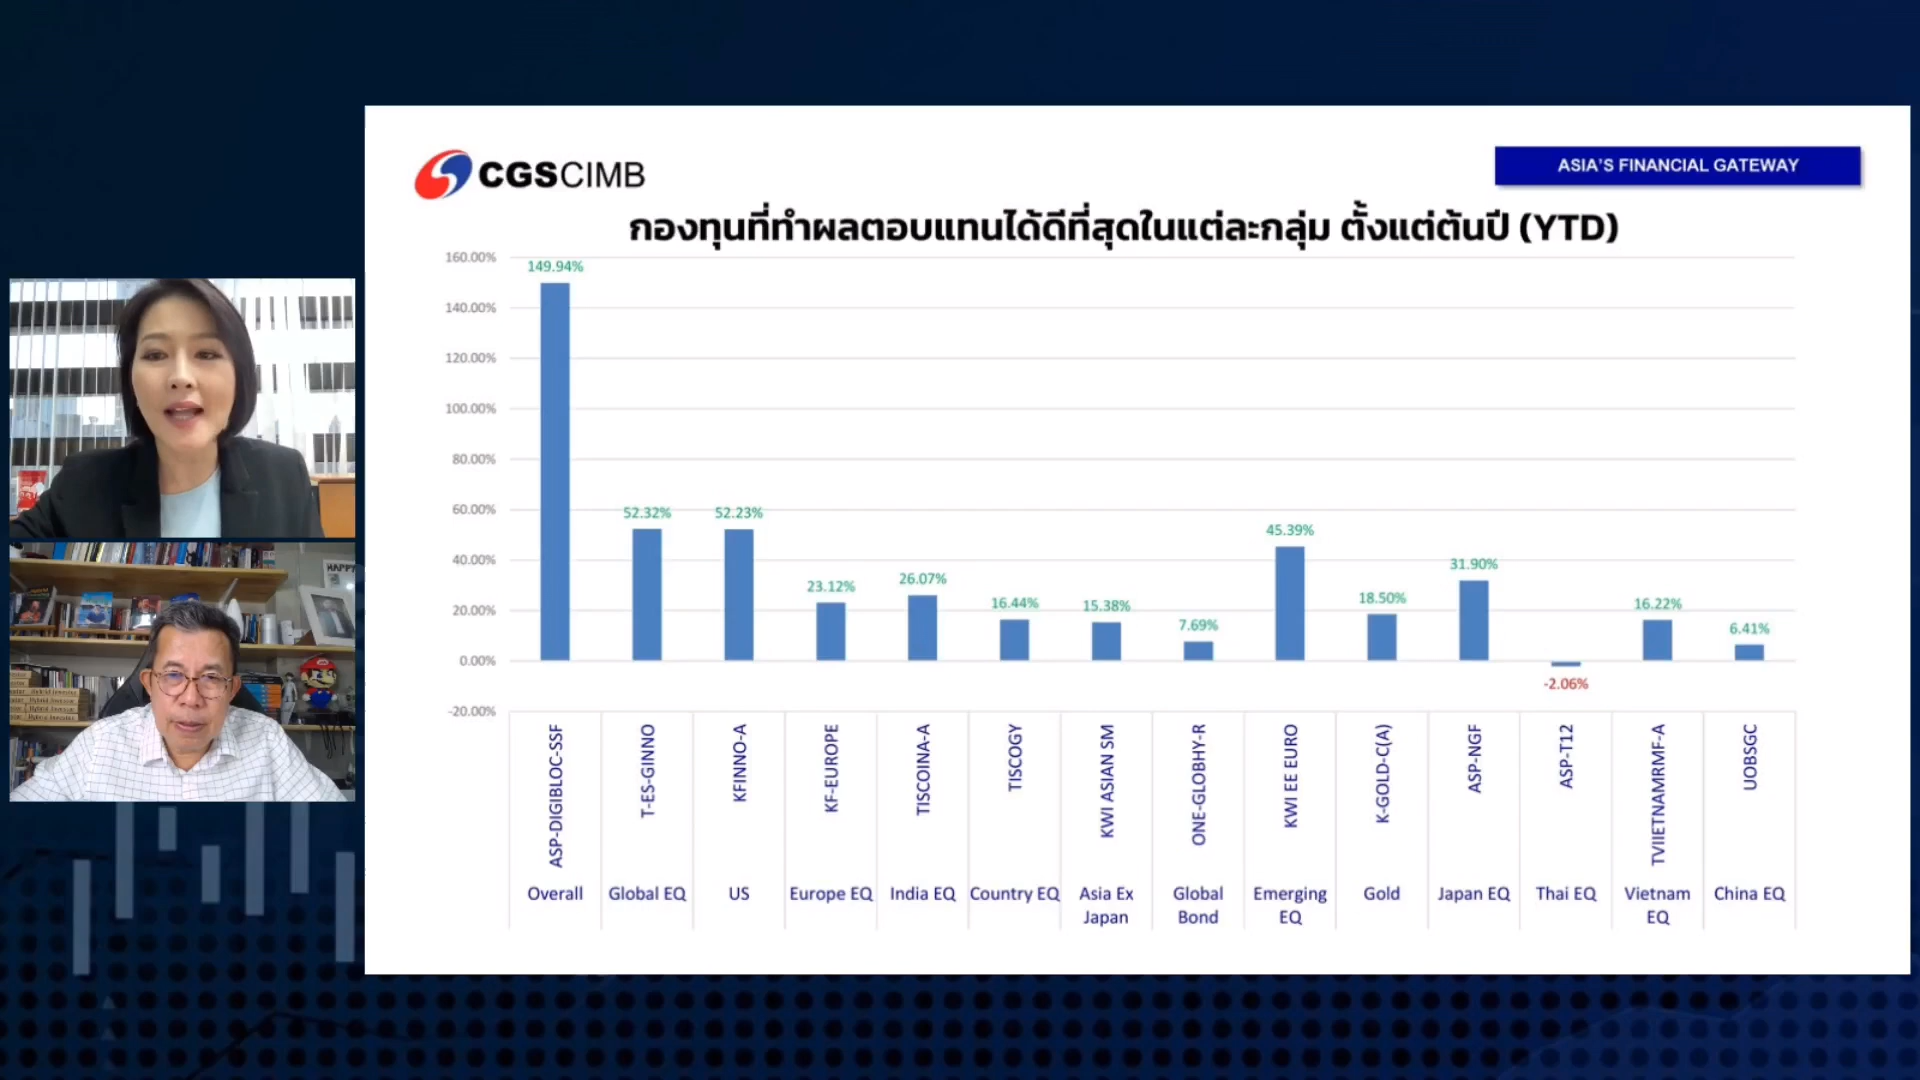 CGSCIMB
ASIA'S FINANCIAL GATEWAY
กองทุนที่ทำผลตอบแทนได้ดีที่สุดในแต่ละกลุ่ม ตั้งแต่ต้นปี (YTD)
160.00%
140.00%
120.00%
100.00%
80.00%
60.00%
40.00%
20.00%
0.00%
-20.00%
149.94%
52.32%
52.23%
23.12%
26.07%
16.44%
15.38%
7.69%
45.39%
18.50%
31.90%
-2.06%
16.22%
6.41%
ASP-DIGIBLOC-SSF
T-ES-GINNO
KFINNO-A
KF-EUROPE
TISCOINA-A
TISCOGY
KWI ASIAN SM
ONE-GLOBHY-R
KWI EE EURO
K-GOLD-C(A)
ASP-NGF
ASP-T12
TVIIETNAMRMF-A
UOBSGC
Overall
Global EQ
US
Europe EQ
India EQ
Country EQ
Asia Ex
Japan
Global
Bond
Emerging
EQ
Gold
Japan EQ
Thai EQ
Vietnam
EQ
China EQ
HAPPY